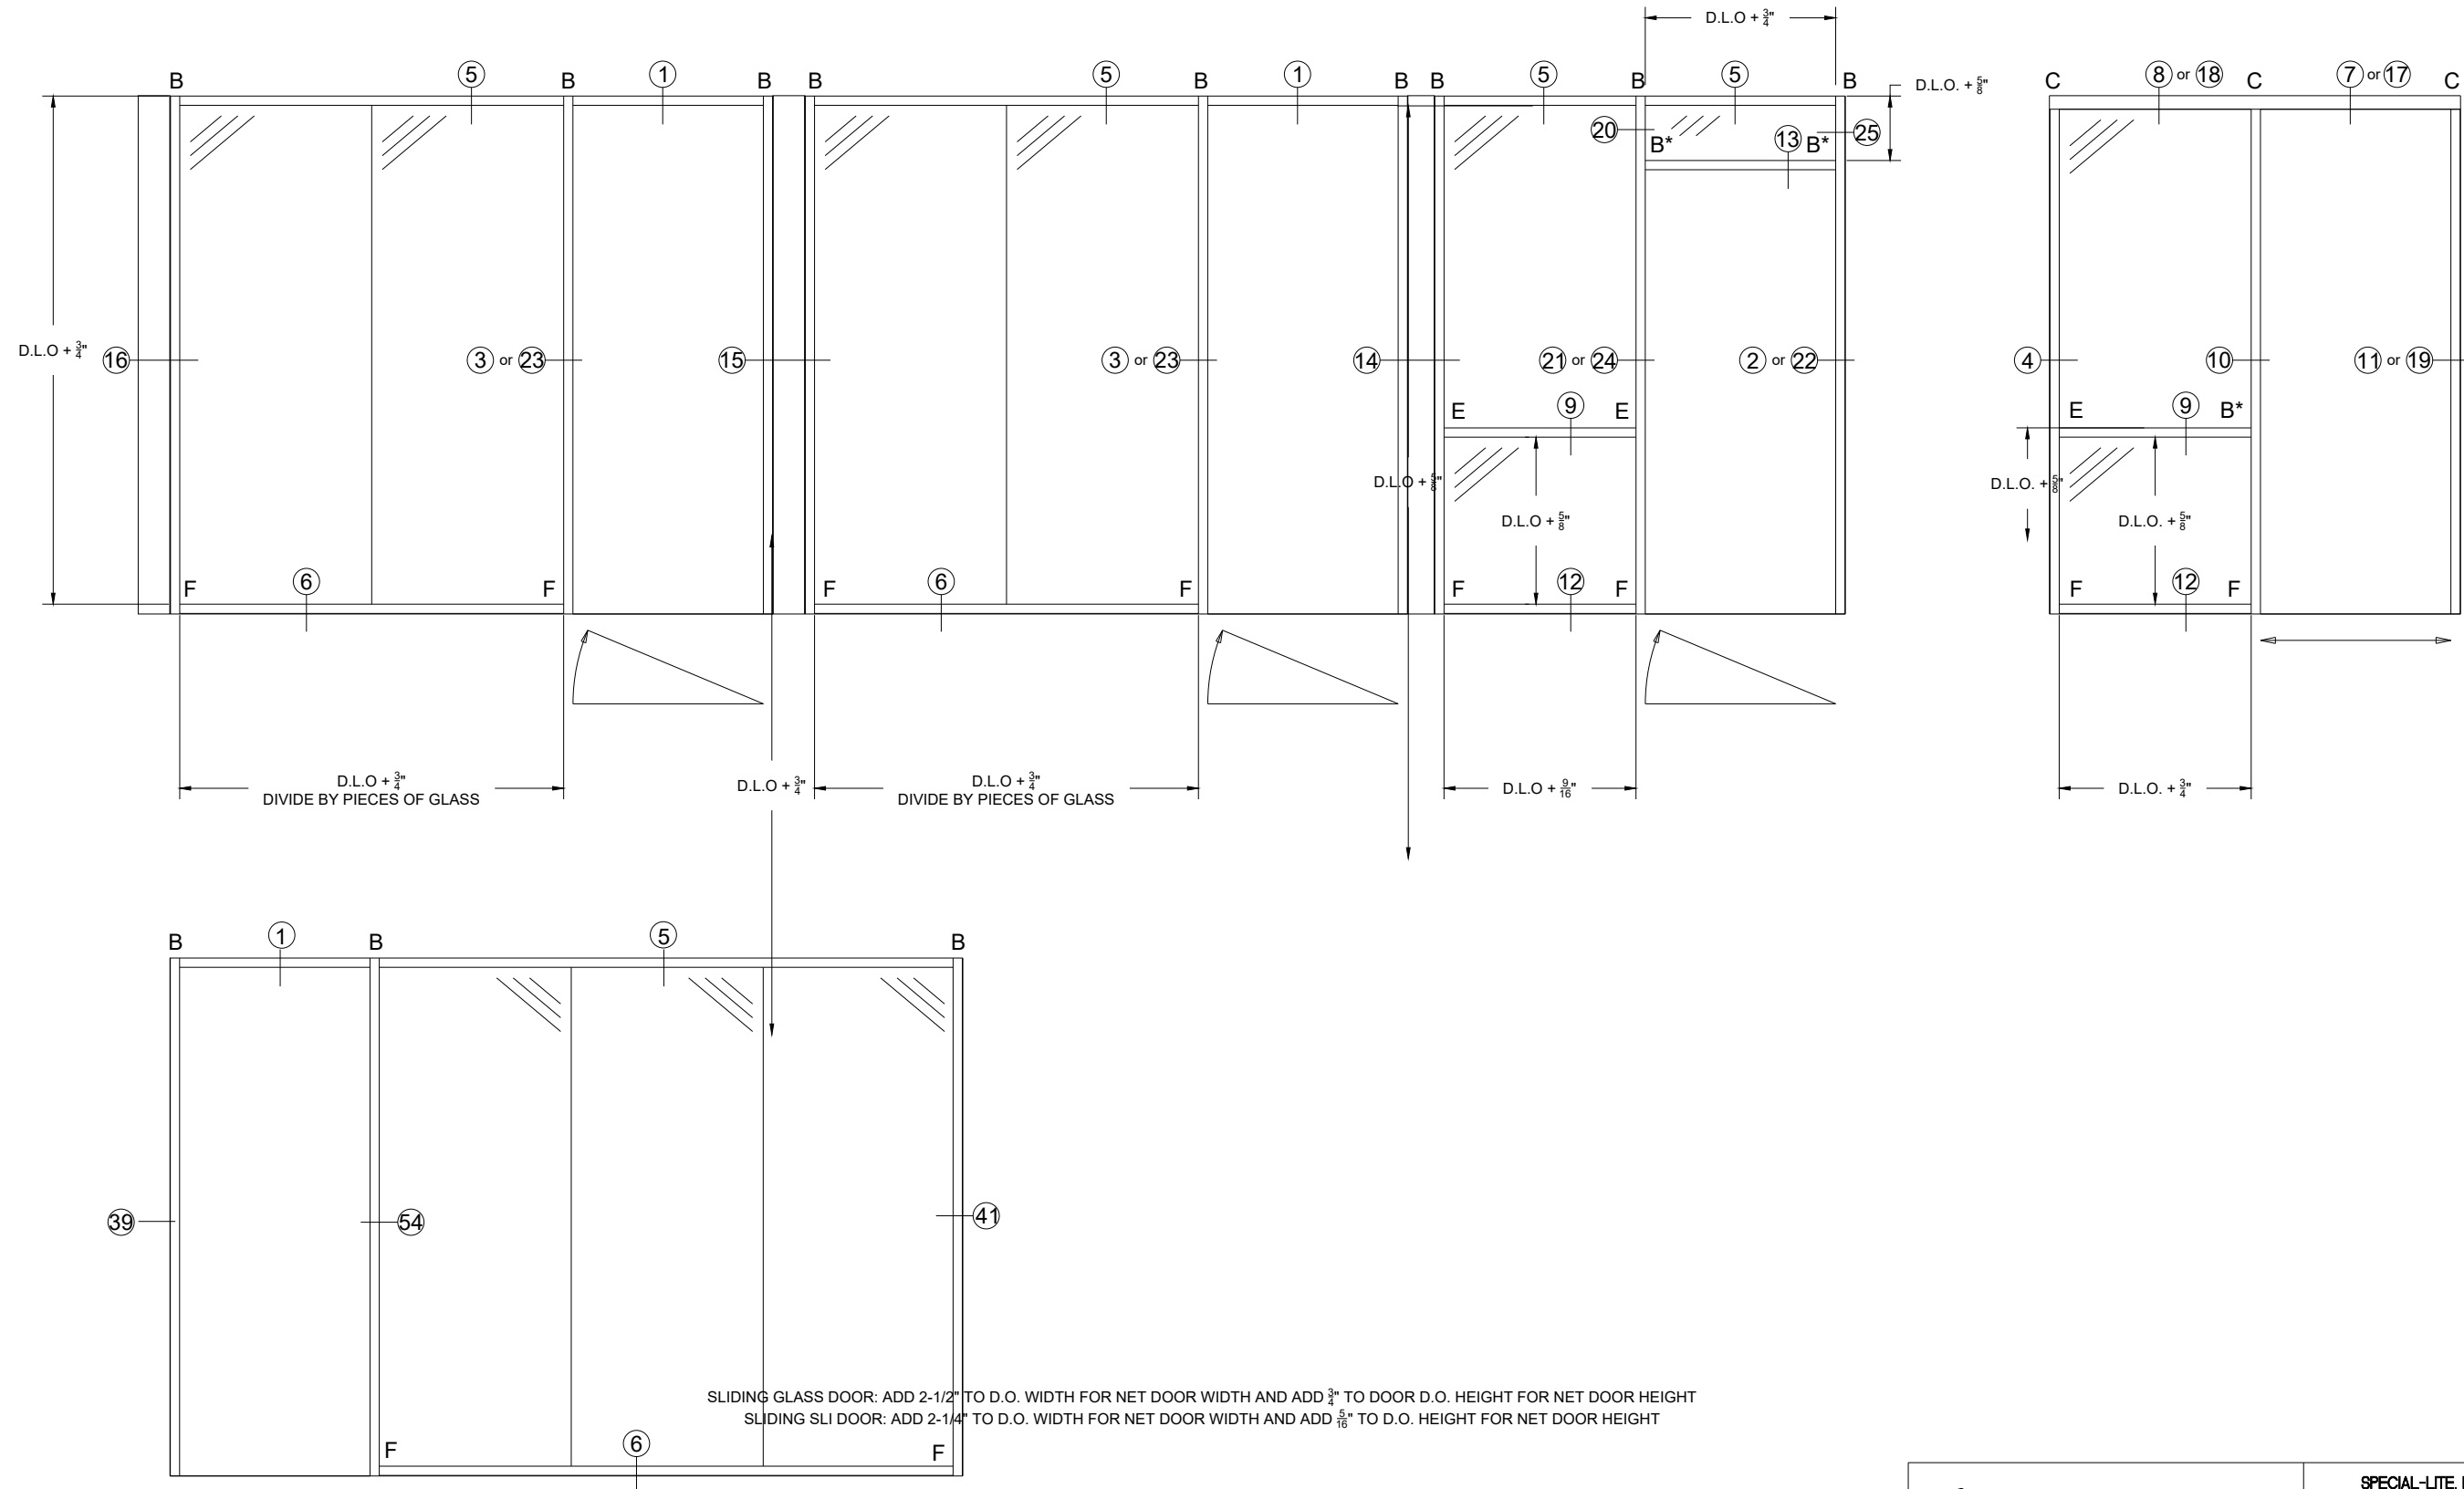 D.L.O + 3/4"
B 5 B 1 B B 5 B 1 B B 5 B 5 B D.L.O. + 5/8" C 8 or 18 C 7 or 17 C
20 B* 13 B* 25
D.L.O + 3/4" 16 3 or 23 15 3 or 23 14 21 or 24 2 or 22 4 10 11 or 19
E 9 E E 9 B*
D.L.O + 5/8" D.L.O. + 5/8"
D.L.O + 5/8" D.L.O. + 5/8"
F 6 F F 6 F F 12 F F 12 F
D.L.O + 3/4" D.L.O + 3/4" D.L.O + 3/4" D.L.O + 9/16" D.L.O. + 3/4"
DIVIDE BY PIECES OF GLASS DIVIDE BY PIECES OF GLASS
B 1 B 5 B
39 54 41
SLIDING GLASS DOOR: ADD 2-1/2" TO D.O. WIDTH FOR NET DOOR WIDTH AND ADD 3/4" TO DOOR D.O. HEIGHT FOR NET DOOR HEIGHT
SLIDING SLI DOOR: ADD 2-1/4" TO D.O. WIDTH FOR NET DOOR WIDTH AND ADD 5/16" TO D.O. HEIGHT FOR NET DOOR HEIGHT
F 6 F
SPECIAL-LITE,